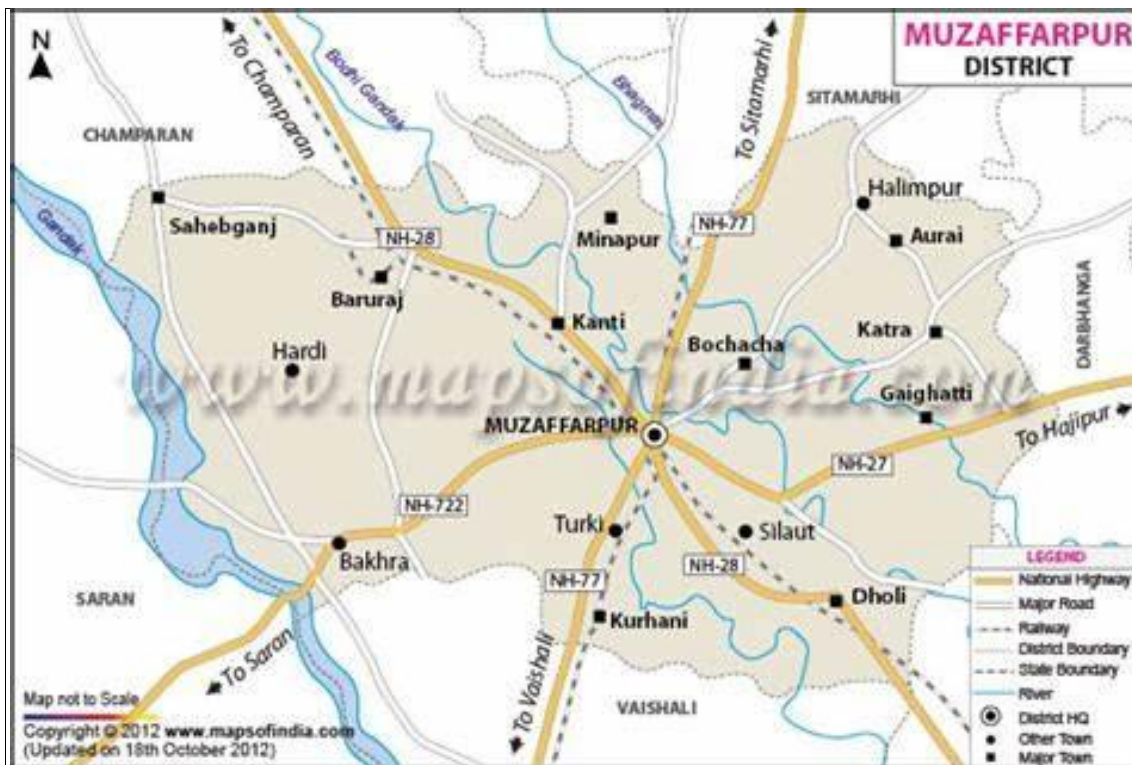 MUZAFFARPUR
DISTRICT
N
To Champaran
Bodhi Gandak
Bhagmati
To Sitamarhi
SITAMARHI
CHAMPARAN
Halimpur
Sahebganj
Gandak
NH-28
Minapur
NH-77
Aurai
Baruraj
DARBHANGA
Kanti
Katra
Bochacha
Hardi
www.mapsofindia.com
Gaighatti
MUZAFFARPUR
To Hajipur
NH-27
NH-722
Turki
Silaut
Bakhra
NH-77
NH-28
SARAN
Dholi
Kurhani
To Saran
To Vaishali
VAISHALI
LEGEND
National Highway
Major Road
Railway
District Boundary
State Boundary
River
District HQ
Other Town
Major Town
Map not to Scale
Copyright © 2012 www.mapsofindia.com
(Updated on 18th October 2012)